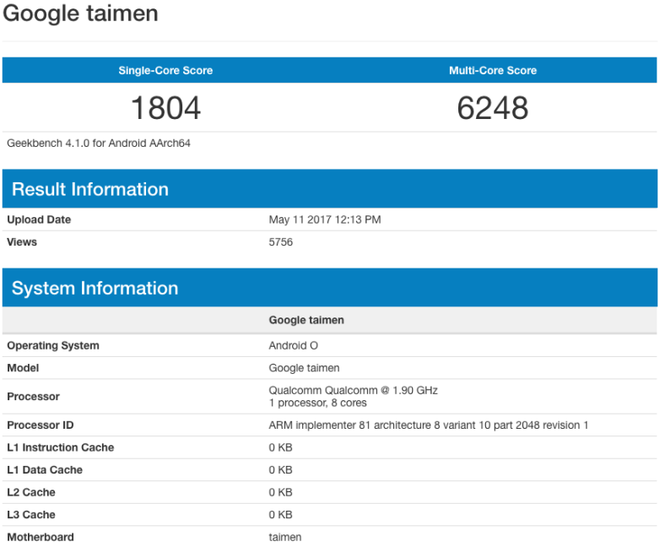 Google taimen
Single-Core Score Multi-Core Score
1804 6248
Geekbench 4.1.0 for Android AArch64
Result Information
Upload Date May 11 2017 12:13 PM
Views 5756
System Information
Google taimen
Operating System Android O
Model Google taimen
Processor Qualcomm Qualcomm @ 1.90 GHz
1 processor, 8 cores
Processor ID ARM implementer 81 architecture 8 variant 10 part 2048 revision 1
L1 Instruction Cache 0 KB
L1 Data Cache 0 KB
L2 Cache 0 KB
L3 Cache 0 KB
Motherboard taimen